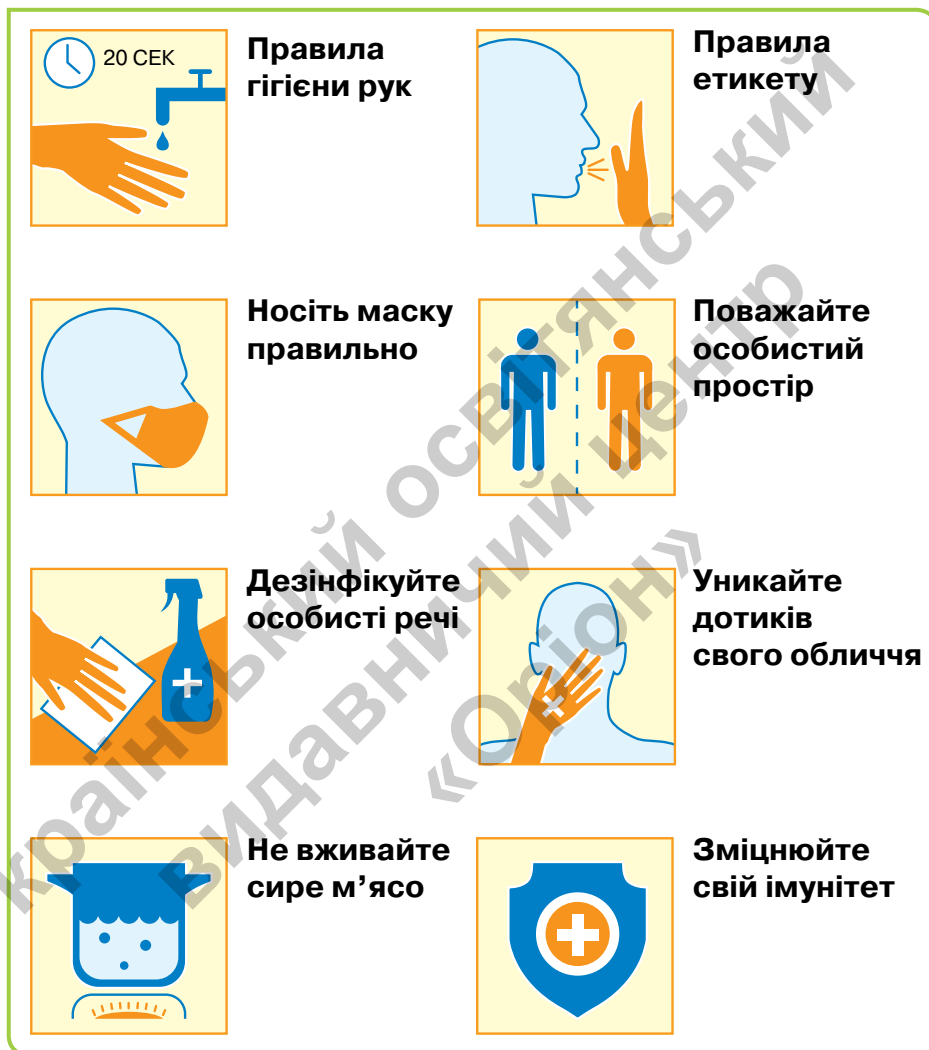 20 СЕК
Правила
гігієни рук
Правила
етикету
Носіть маску
правильно
Поважайте
особистий
простір
Дезінфікуйте
особисті речі
Уникайте
дотиків
свого обличчя
Не вживайте
сире м’ясо
Зміцнюйте
свій імунітет
країнський освітянський
видавничий центр
«Оріон»